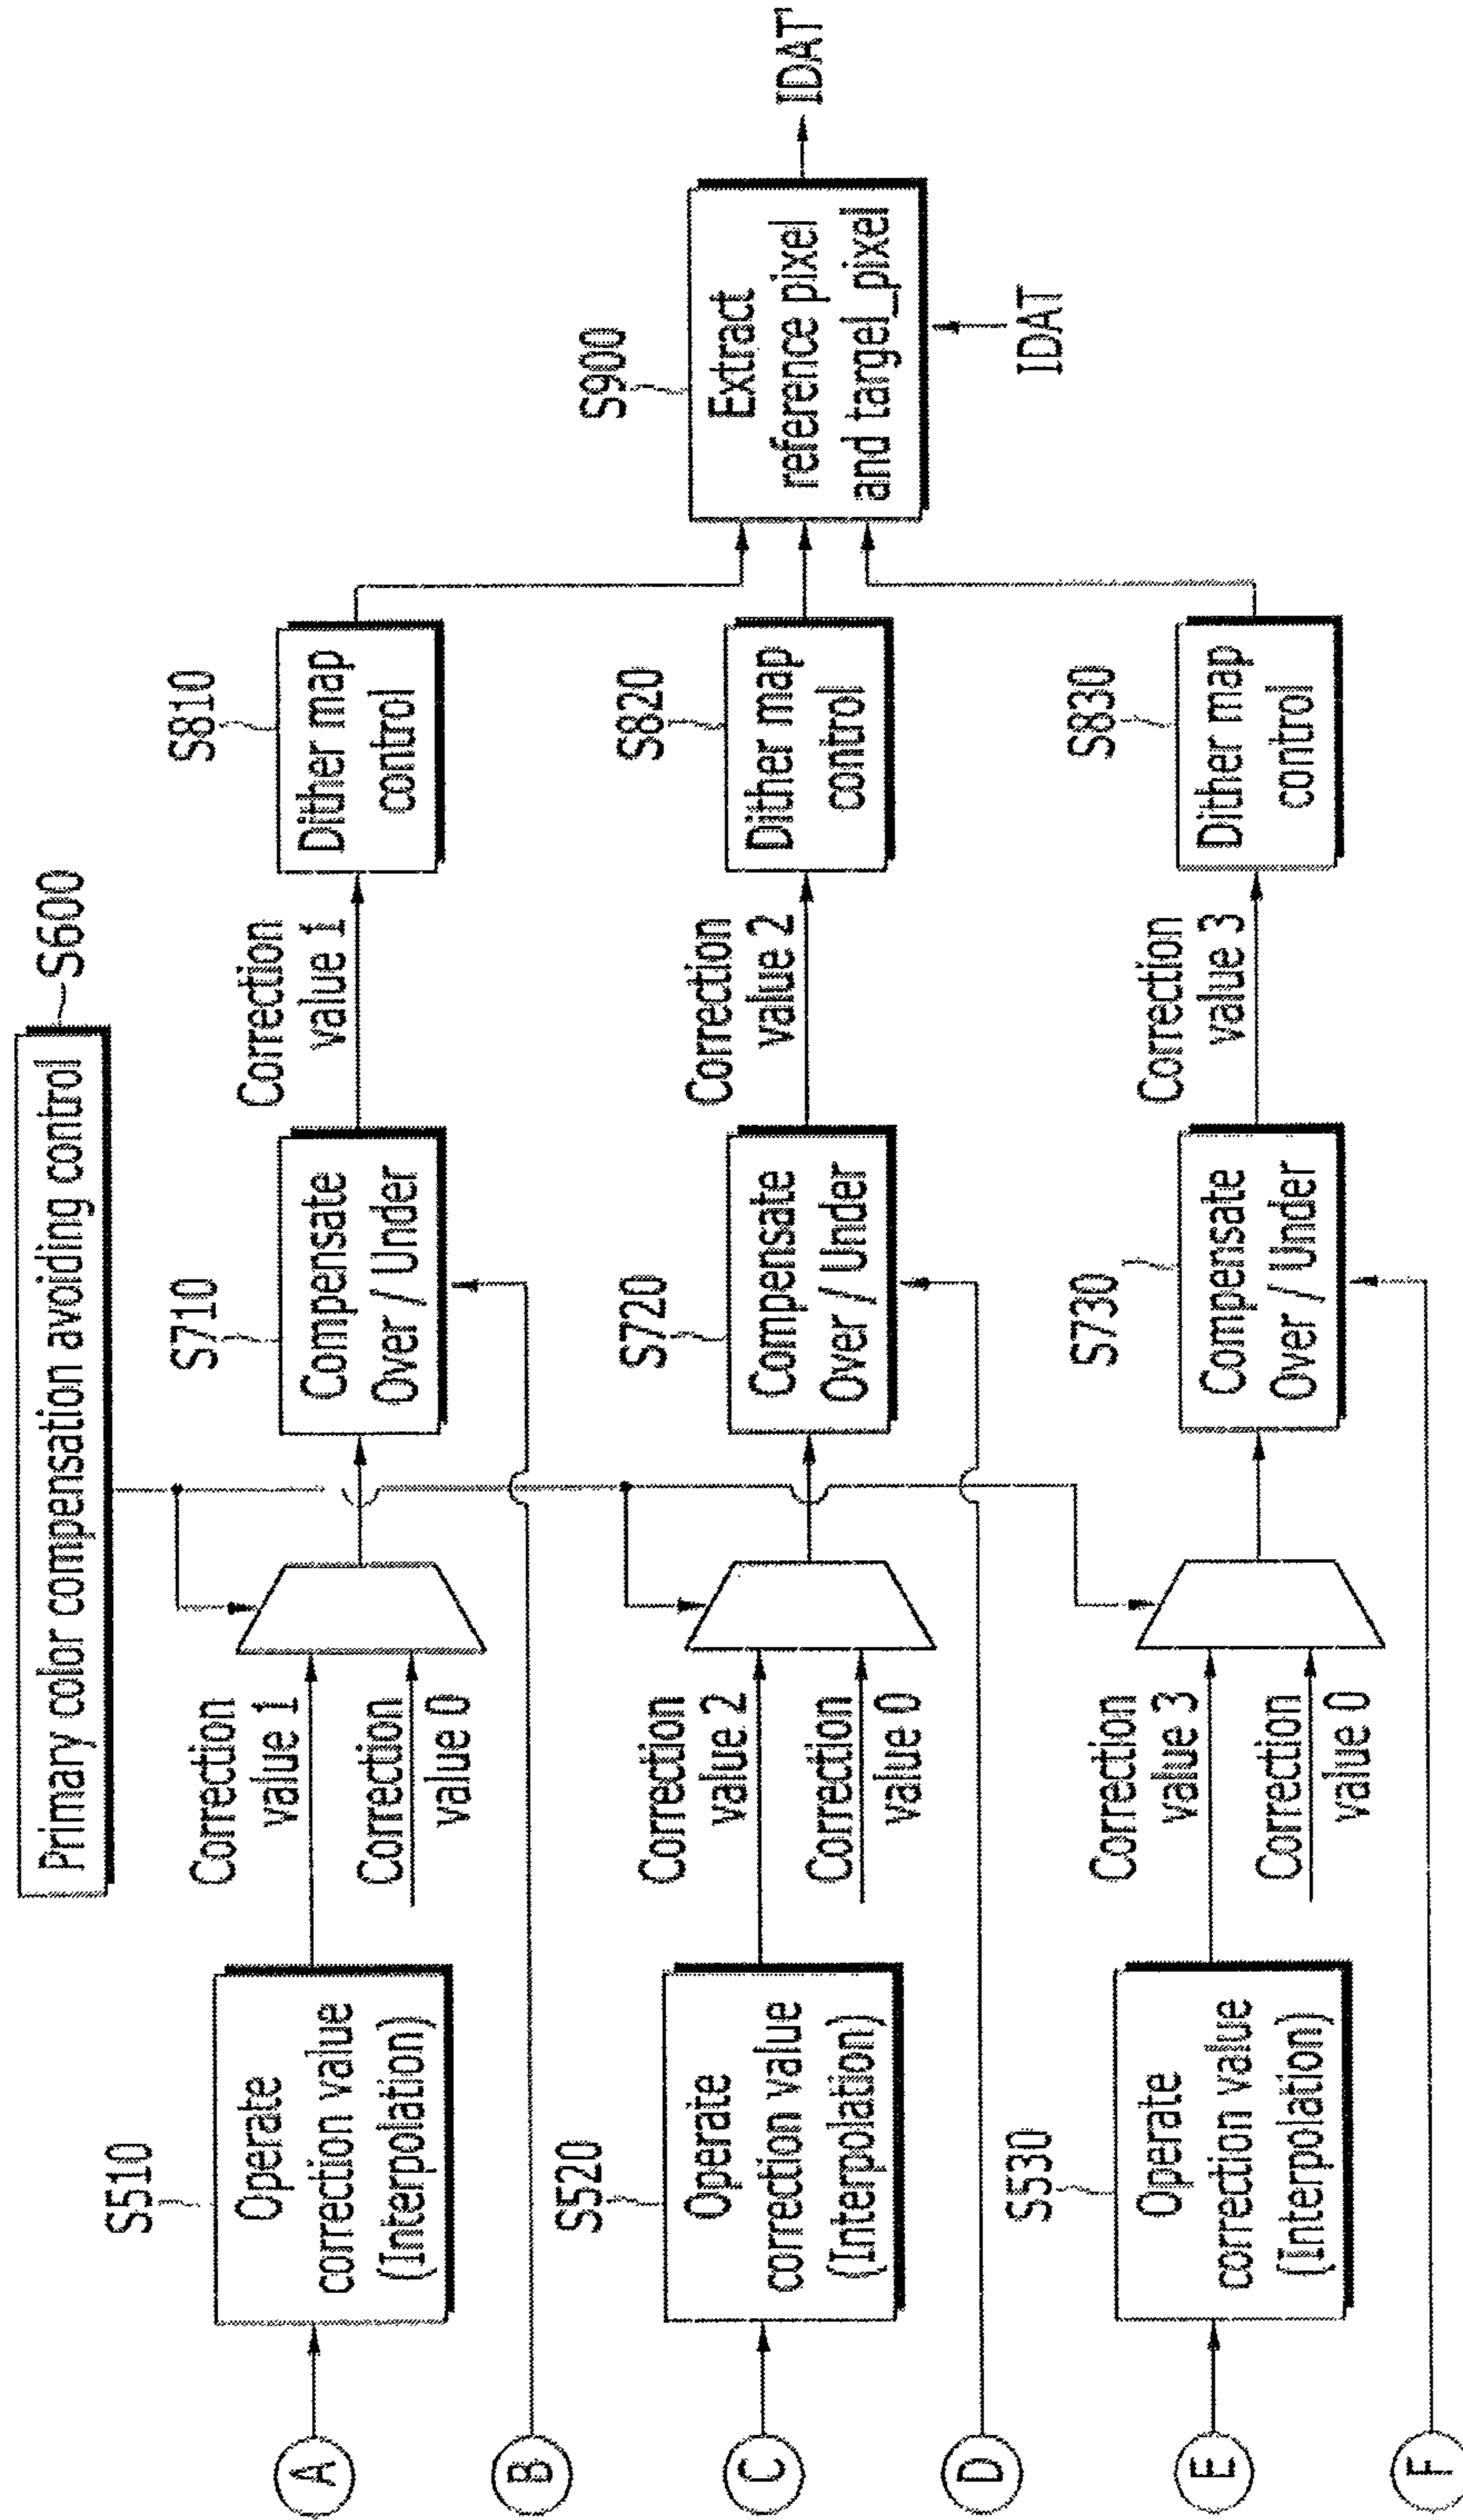 Primary color compensation avoiding control
S600
S510
Operate
correction value
(Interpolation)
A
Correction
value 1
Correction
value 0
S710
Compensate
Over / Under
Correction
value 1
S810
Dither map
control
B
S520
Operate
correction value
(Interpolation)
C
Correction
value 2
Correction
value 0
S720
Compensate
Over / Under
Correction
value 2
S820
Dither map
control
S900
Extract
reference pixel
and targel_pixel
IDAT
IDAT
D
S530
Operate
correction value
(Interpolation)
E
Correction
value 3
Correction
value 0
S730
Compensate
Over / Under
Correction
value 3
S830
Dither map
control
F